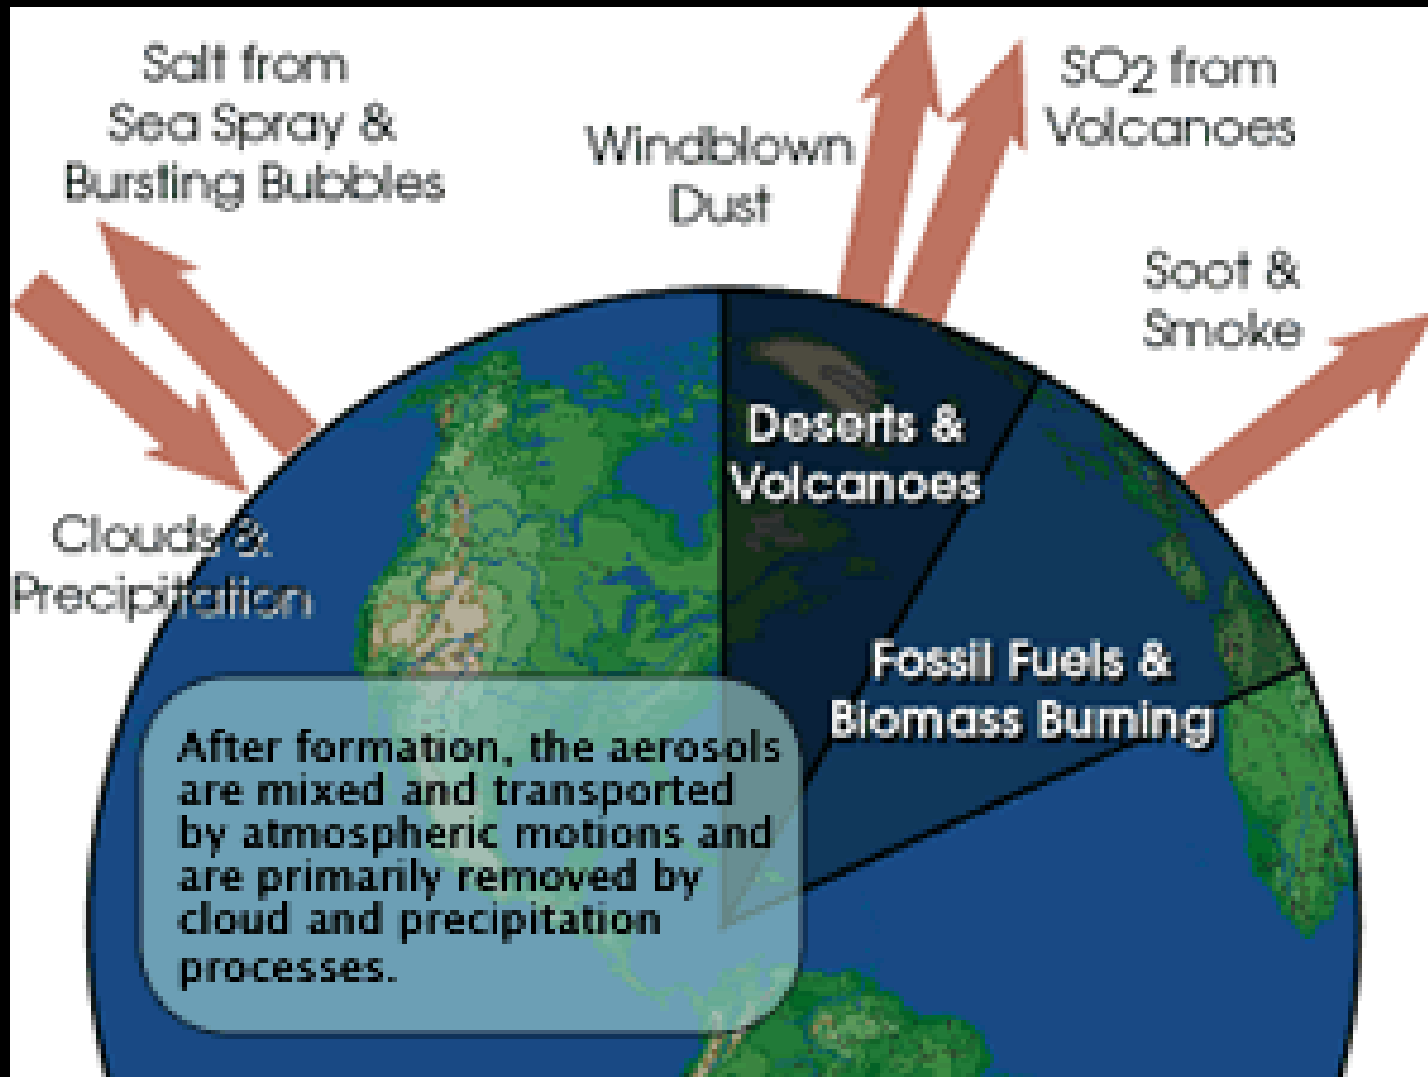 Salt from
Sea Spray &
Bursting Bubbles
Windblown
Dust
SO2 from
Volcanoes
Soot &
Smoke
Clouds &
Precipitation
Deserts &
Volcanoes
Fossil Fuels &
Biomass Burning
After formation, the aerosols
are mixed and transported
by atmospheric motions and
are primarily removed by
cloud and precipitation
processes.